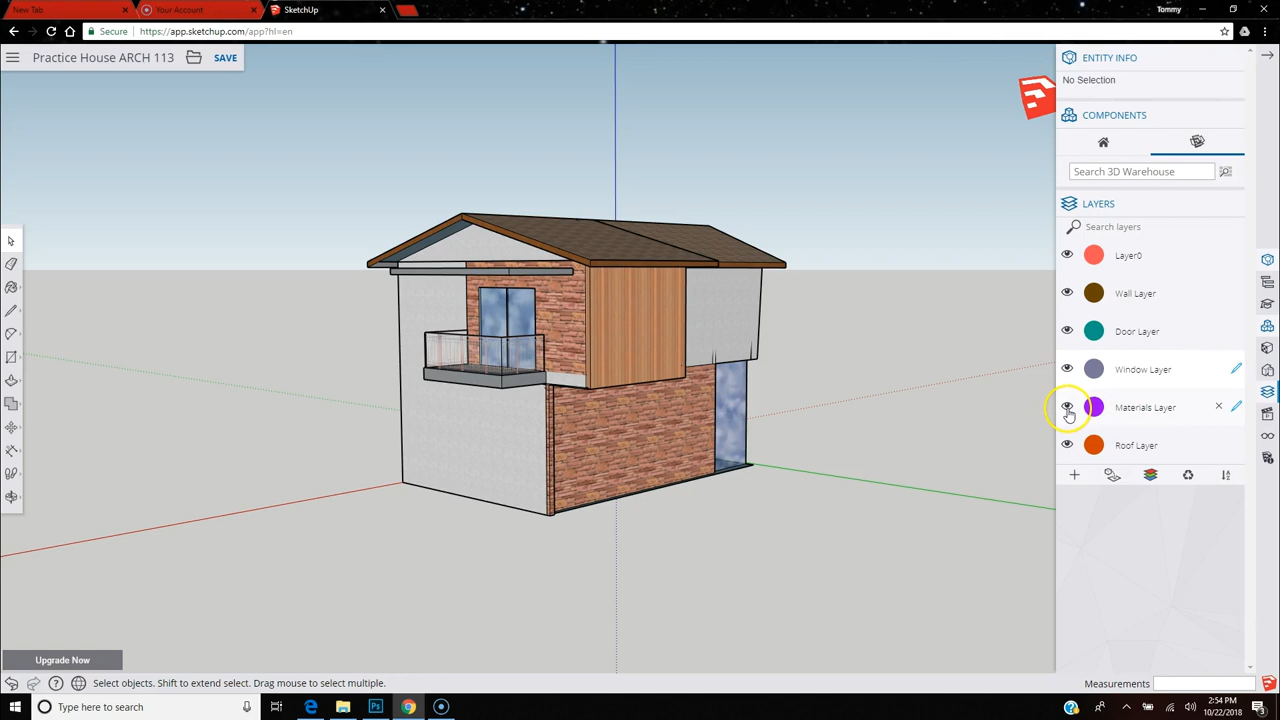 New Tab
Your Account
SketchUp
Tommy
Secure
https://app.sketchup.com/app?hl=en
Practice House ARCH 113
SAVE
ENTITY INFO
No Selection
COMPONENTS
Search 3D Warehouse
LAYERS
Search layers
Layer0
Wall Layer
Door Layer
Window Layer
Materials Layer
Roof Layer
Upgrade Now
Select objects. Shift to extend select. Drag mouse to select multiple.
Measurements
Type here to search
2:54 PM
10/22/2018